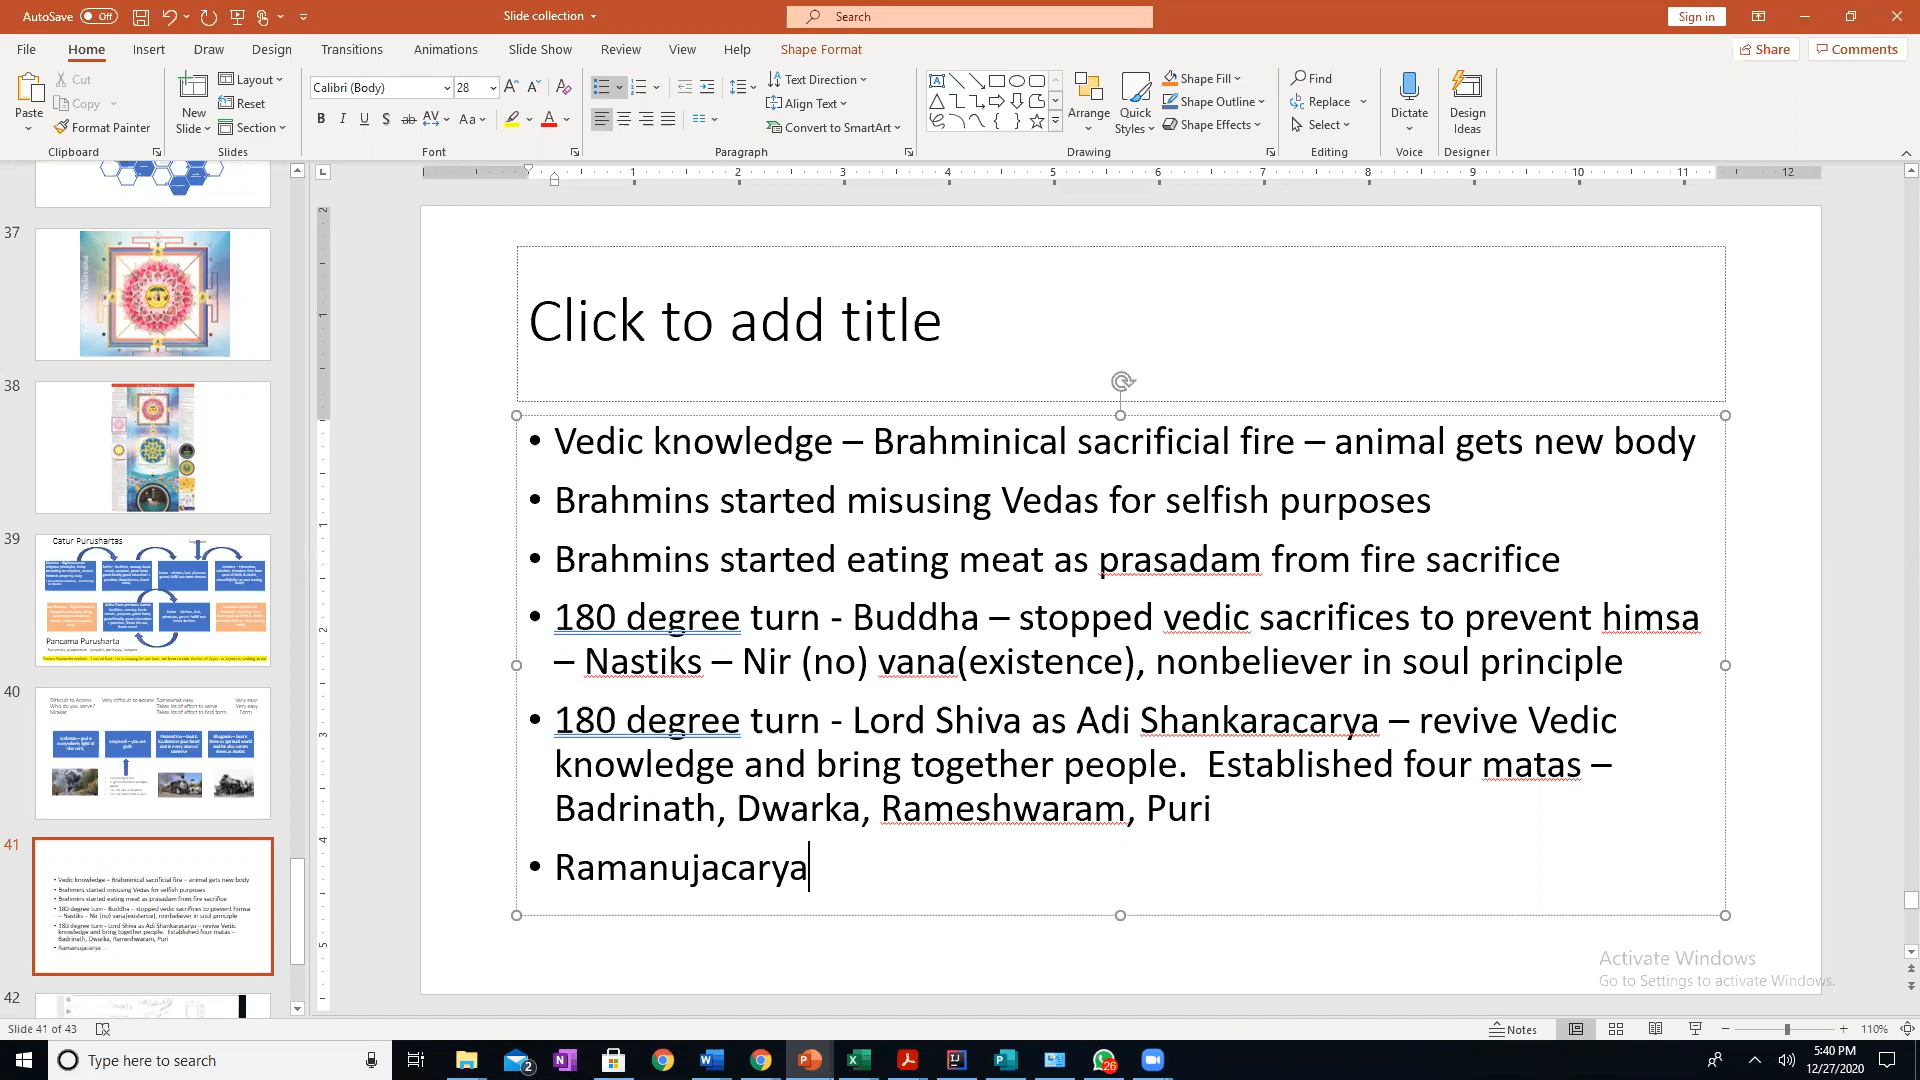 AutoSave Off
Slide collection
Search
Sign in
File Home Insert Draw Design Transitions Animations Slide Show Review View Help Shape Format
Share Comments
Paste
Cut
Copy
Format Painter
Clipboard
New Slide
Layout
Reset
Section
Slides
Calibri (Body) 28
Font
Text Direction
Align Text
Convert to SmartArt
Paragraph
Arrange
Quick Styles
Shape Fill
Shape Outline
Shape Effects
Drawing
Find
Replace
Select
Editing
Dictate
Voice
Design Ideas
Designer
37
38
39
Catur Purushartas
Pancama Purusharta
40
41
42
Click to add title
• Vedic knowledge – Brahminical sacrificial fire – animal gets new body
• Brahmins started misusing Vedas for selfish purposes
• Brahmins started eating meat as prasadam from fire sacrifice
• 180 degree turn - Buddha – stopped vedic sacrifices to prevent himsa
– Nastiks – Nir (no) vana(existence), nonbeliever in soul principle
• 180 degree turn - Lord Shiva as Adi Shankaracarya – revive Vedic
knowledge and bring together people.  Established four matas –
Badrinath, Dwarka, Rameshwaram, Puri
• Ramanujacarya
Activate Windows
Go to Settings to activate Windows.
Slide 41 of 43
Notes
110%
Type here to search
2
26
5:40 PM
12/27/2020